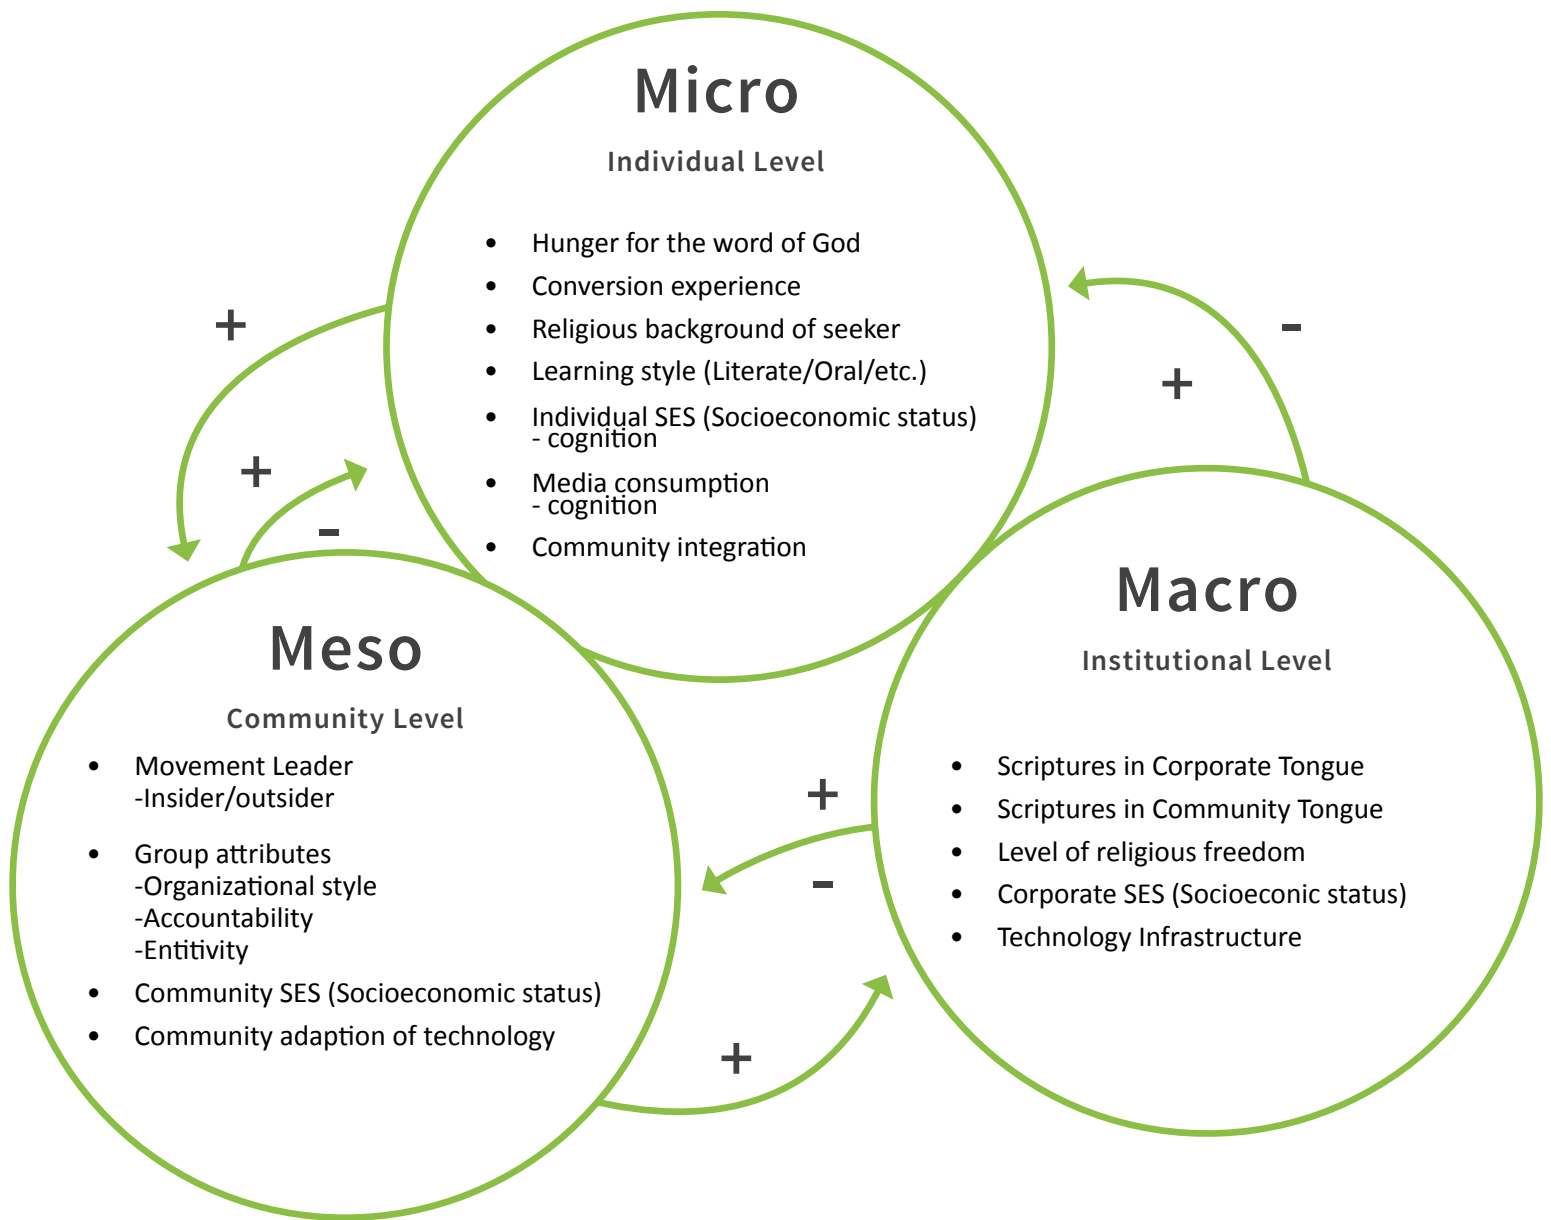 Micro
Individual Level
• Hunger for the word of God
• Conversion experience
• Religious background of seeker
• Learning style (Literate/Oral/etc.)
• Individual SES (Socioeconomic status)
- cognition
• Media consumption
- cognition
• Community integration
+
+
-
-
+
Meso
Community Level
• Movement Leader
-Insider/outsider
• Group attributes
-Organizational style
-Accountability
-Entitivity
• Community SES (Socioeconomic status)
• Community adaption of technology
+
-
+
Macro
Institutional Level
• Scriptures in Corporate Tongue
• Scriptures in Community Tongue
• Level of religious freedom
• Corporate SES (Socioeconic status)
• Technology Infrastructure